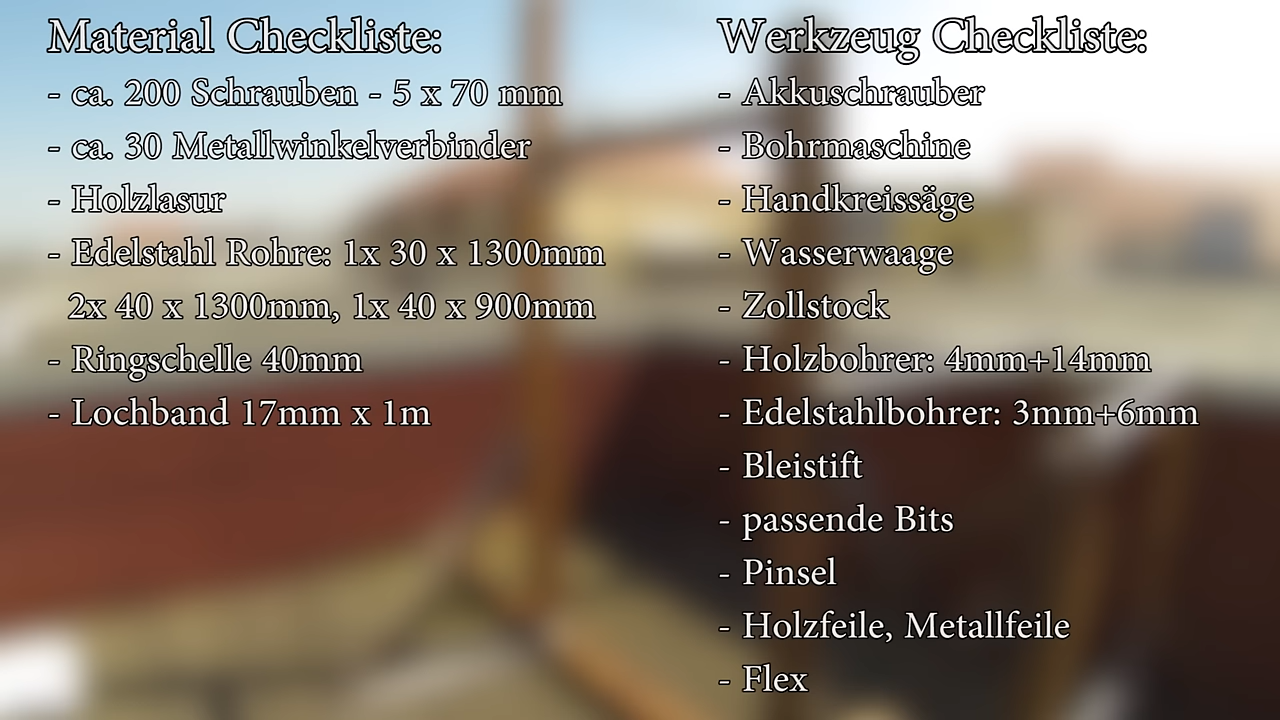 Material Checkliste:
- ca. 200 Schrauben - 5 x 70 mm
- ca. 30 Metallwinkelverbinder
- Holzlasur
- Edelstahl Rohre: 1x 30 x 1300mm
2x 40 x 1300mm, 1x 40 x 900mm
- Ringschelle 40mm
- Lochband 17mm x 1m
Werkzeug Checkliste:
- Akkuschrauber
- Bohrmaschine
- Handkreissäge
- Wasserwaage
- Zollstock
- Holzbohrer: 4mm+14mm
- Edelstahlbohrer: 3mm+6mm
- Bleistift
- passende Bits
- Pinsel
- Holzfeile, Metallfeile
- Flex